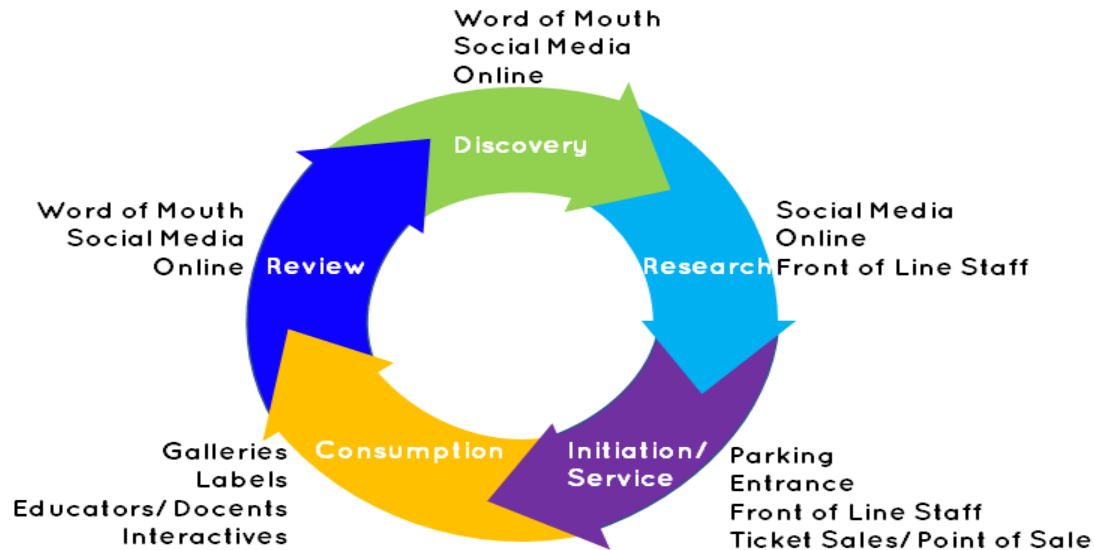 Word of Mouth
Social Media
Online
Discovery
Social Media
Online
Front of Line Staff
Research
Parking
Entrance
Front of Line Staff
Ticket Sales/ Point of Sale
Initiation/
Service
Consumption
Galleries
Labels
Educators/ Docents
Interactives
Review
Word of Mouth
Social Media
Online